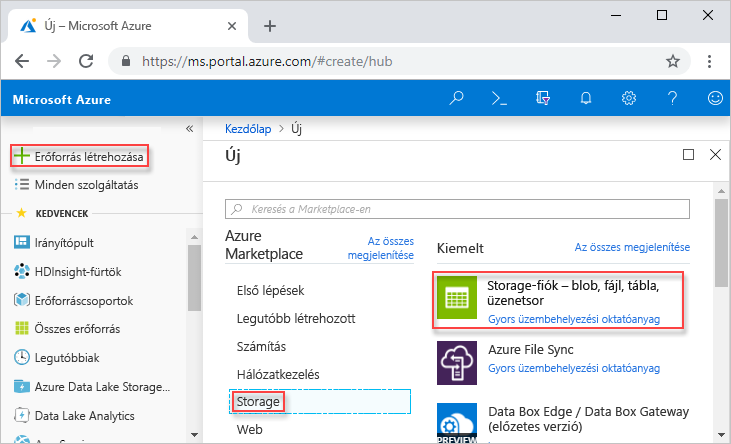 Új – Microsoft Azure
https://ms.portal.azure.com/#create/hub
Microsoft Azure
Erőforrás létrehozása
Minden szolgáltatás
KEDVENCEK
Irányítópult
HDInsight-fürtök
Erőforráscsoportok
Összes erőforrás
Legutóbbiak
Azure Data Lake Storage...
Data Lake Analytics
Kezdőlap > Új
Új
Keresés a Marketplace-en
Azure
Marketplace
Az összes
megjelenítése
Első lépések
Legutóbb létrehozott
Számítás
Hálózatkezelés
Storage
Web
Kiemelt
Az összes megjelenítése
Storage-fiók – blob, fájl, tábla,
üzenetsor
Gyors üzembehelyezési oktatóanyag
Azure File Sync
Gyors üzembehelyezési oktatóanyag
Data Box Edge / Data Box Gateway
(előzetes verzió)
PREVIEW